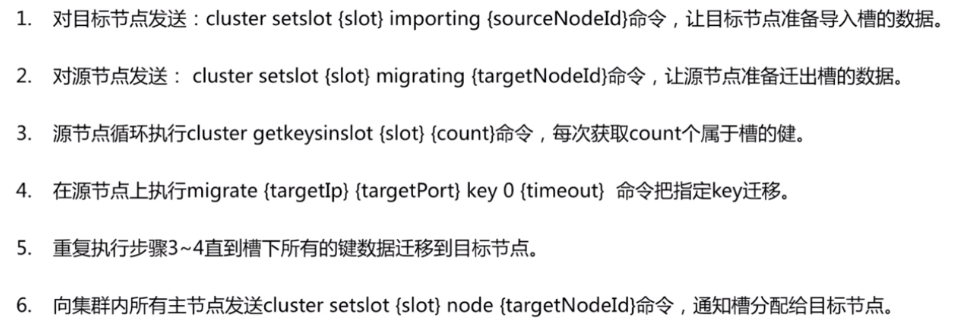 1. 对目标节点发送：cluster setslot {slot} importing {sourceNodeId}命令，让目标节点准备导入槽的数据。
2. 对源节点发送： cluster setslot {slot} migrating {targetNodeId}命令，让源节点准备迁出槽的数据。
3. 源节点循环执行cluster getkeysinslot {slot} {count}命令，每次获取count个属于槽的健。
4. 在源节点上执行migrate {targetIp} {targetPort} key 0 {timeout} 命令把指定key迁移。
5. 重复执行步骤3~4直到槽下所有的键数据迁移到目标节点。
6. 向集群内所有主节点发送cluster setslot {slot} node {targetNodeId}命令，通知槽分配给目标节点。